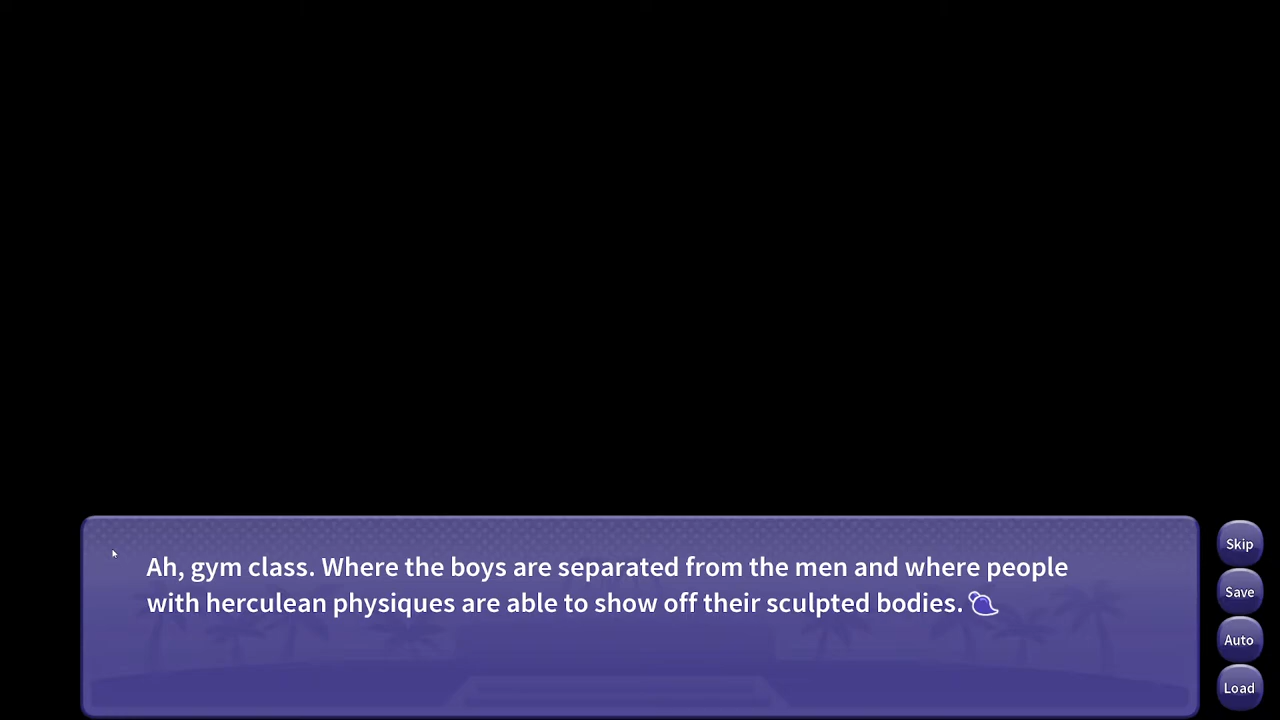 Ah, gym class. Where the boys are separated from the men and where people
with herculean physiques are able to show off their sculpted bodies.
Skip
Save
Auto
Load